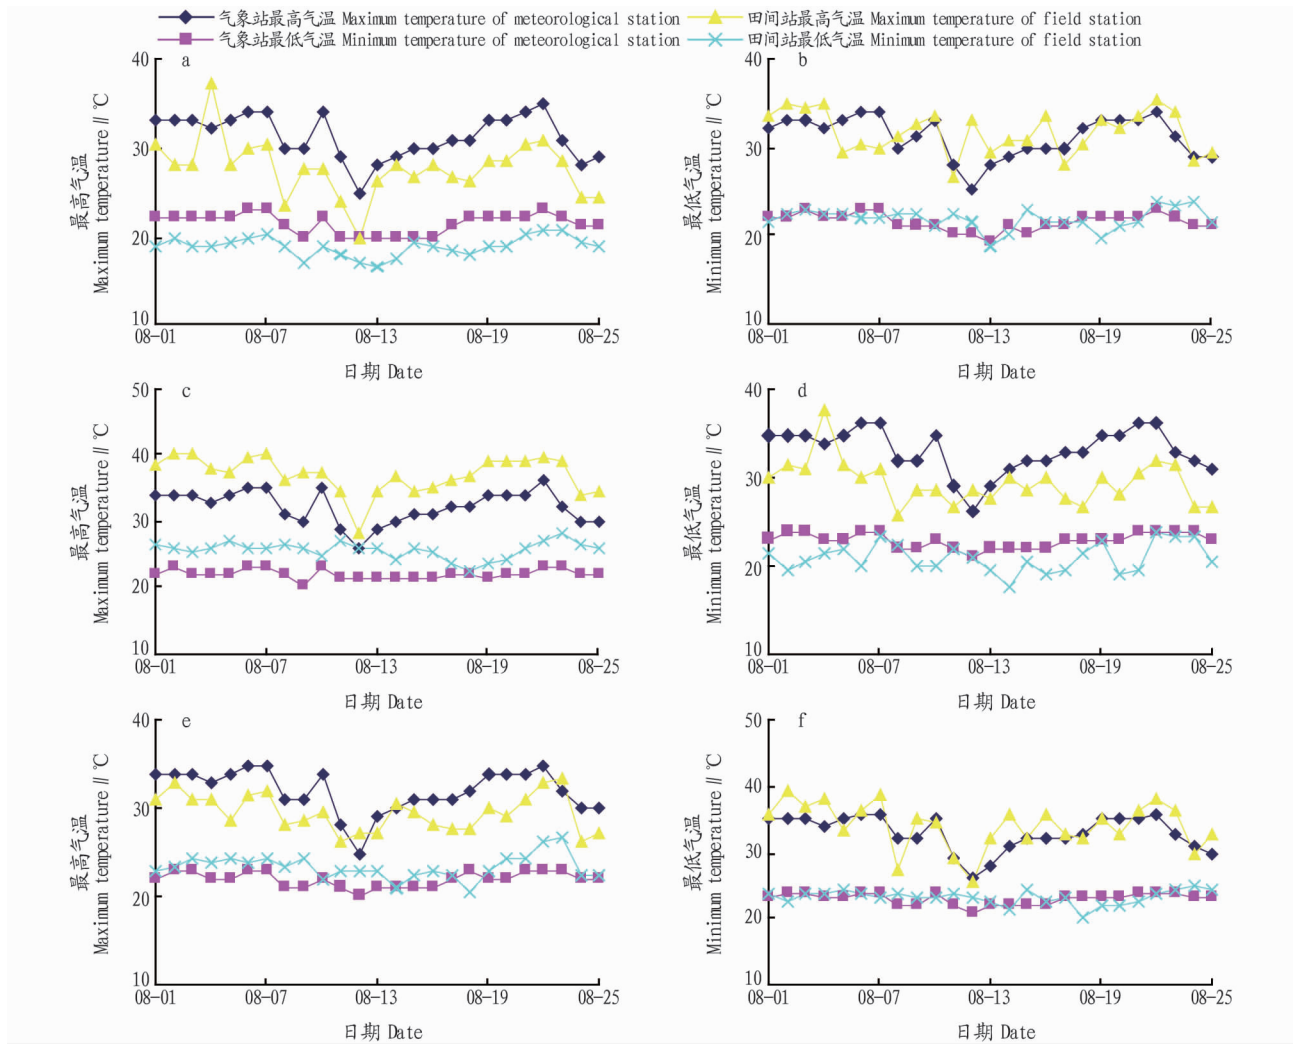 气象站最高气温 Maximum temperature of meteorological station 田间站最高气温 Maximum temperature of field station
气象站最低气温 Minimum temperature of meteorological station 田间站最低气温 Minimum temperature of field station
a
40
30
20
10
最高气温
Maximum temperature∥℃
08-01 08-07 08-13 08-19 08-25
日期 Date
b
40
30
20
10
最低气温
Minimum temperature∥℃
08-01 08-07 08-13 08-19 08-25
日期 Date
c
50
40
30
20
10
最高气温
Maximum temperature∥℃
08-01 08-07 08-13 08-19 08-25
日期 Date
d
40
30
20
10
最低气温
Minimum temperature∥℃
08-01 08-07 08-13 08-19 08-25
日期 Date
e
40
30
20
10
最高气温
Maximum temperature∥℃
08-01 08-07 08-13 08-19 08-25
日期 Date
f
50
40
30
20
10
最低气温
Minimum temperature∥℃
08-01 08-07 08-13 08-19 08-25
日期 Date